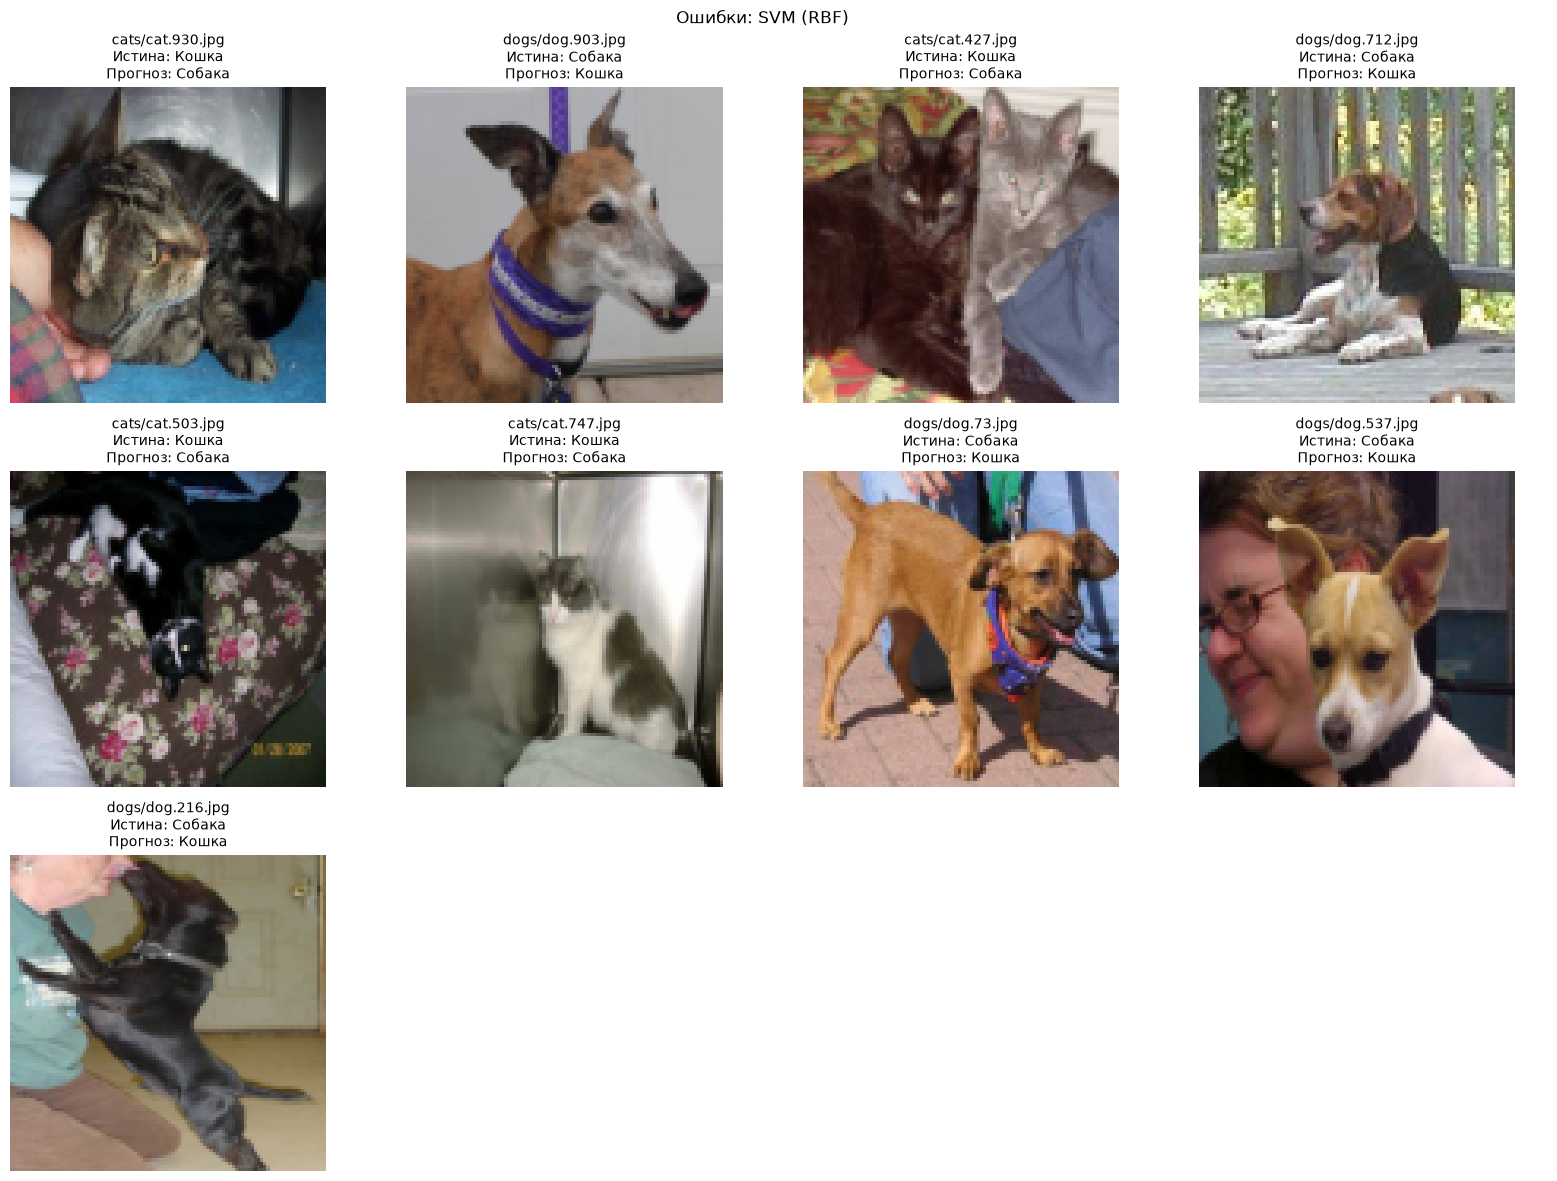 Ошибки: SVM (RBF)
cats/cat.930.jpg
Истина: Кошка
Прогноз: Собака
dogs/dog.903.jpg
Истина: Собака
Прогноз: Кошка
cats/cat.427.jpg
Истина: Кошка
Прогноз: Собака
dogs/dog.712.jpg
Истина: Собака
Прогноз: Кошка
cats/cat.503.jpg
Истина: Кошка
Прогноз: Собака
cats/cat.747.jpg
Истина: Кошка
Прогноз: Собака
dogs/dog.73.jpg
Истина: Собака
Прогноз: Кошка
dogs/dog.537.jpg
Истина: Собака
Прогноз: Кошка
dogs/dog.216.jpg
Истина: Собака
Прогноз: Кошка